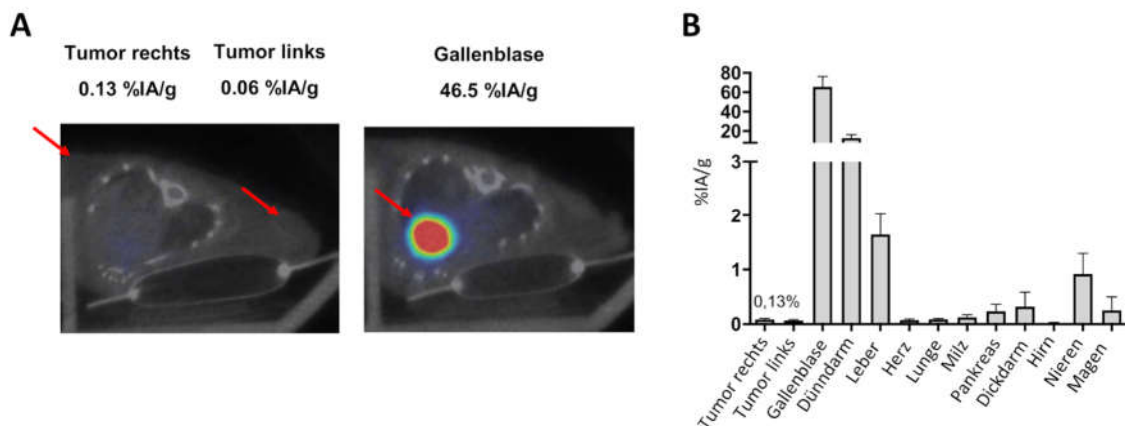 A
Tumor rechts Tumor links Gallenblase
0.13 %IA/g 0.06 %IA/g 46.5 %IA/g
B
%IA/g
80
60
40
20
3
2
1
0
0,13%
Tumor rechts
Tumor links
Gallenblase
Dünndarm
Leber
Herz
Lunge
Milz
Pankreas
Dickdarm
Hirn
Nieren
Magen